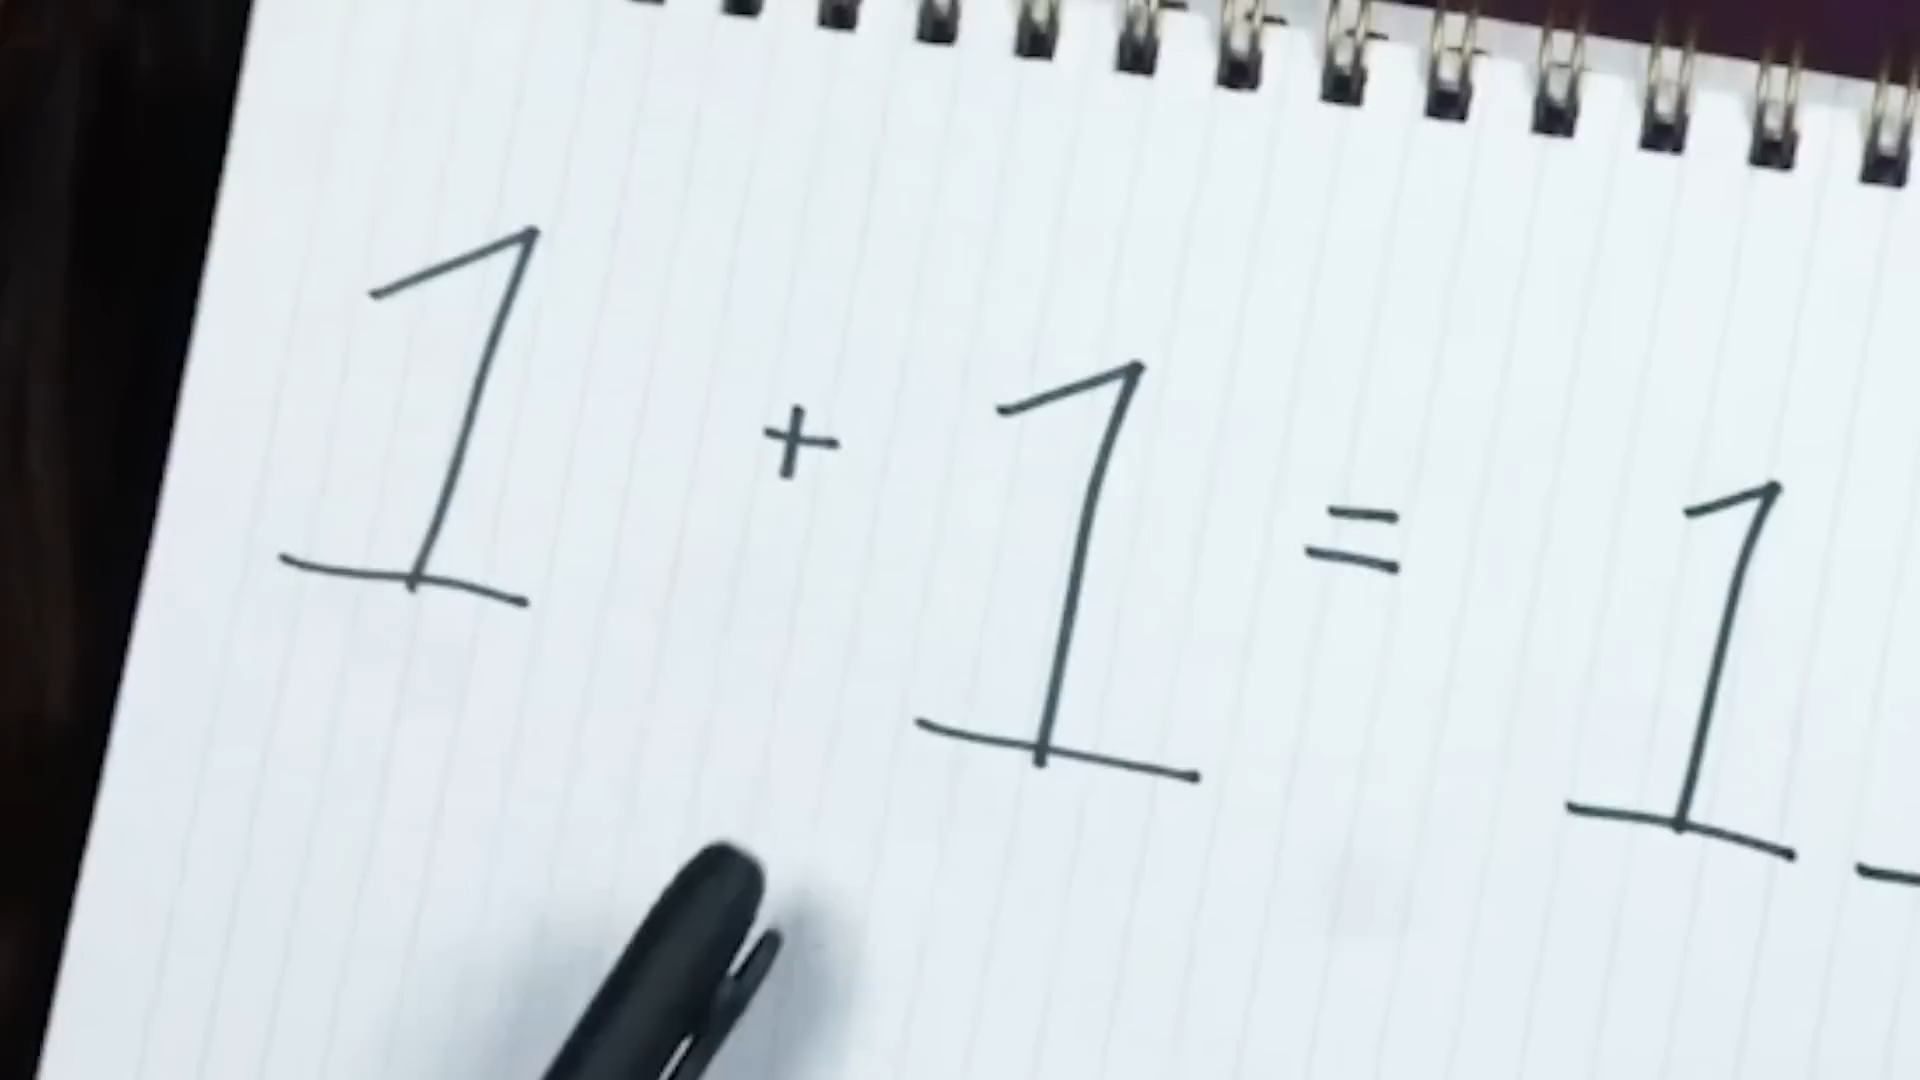 1 + 1 = 1